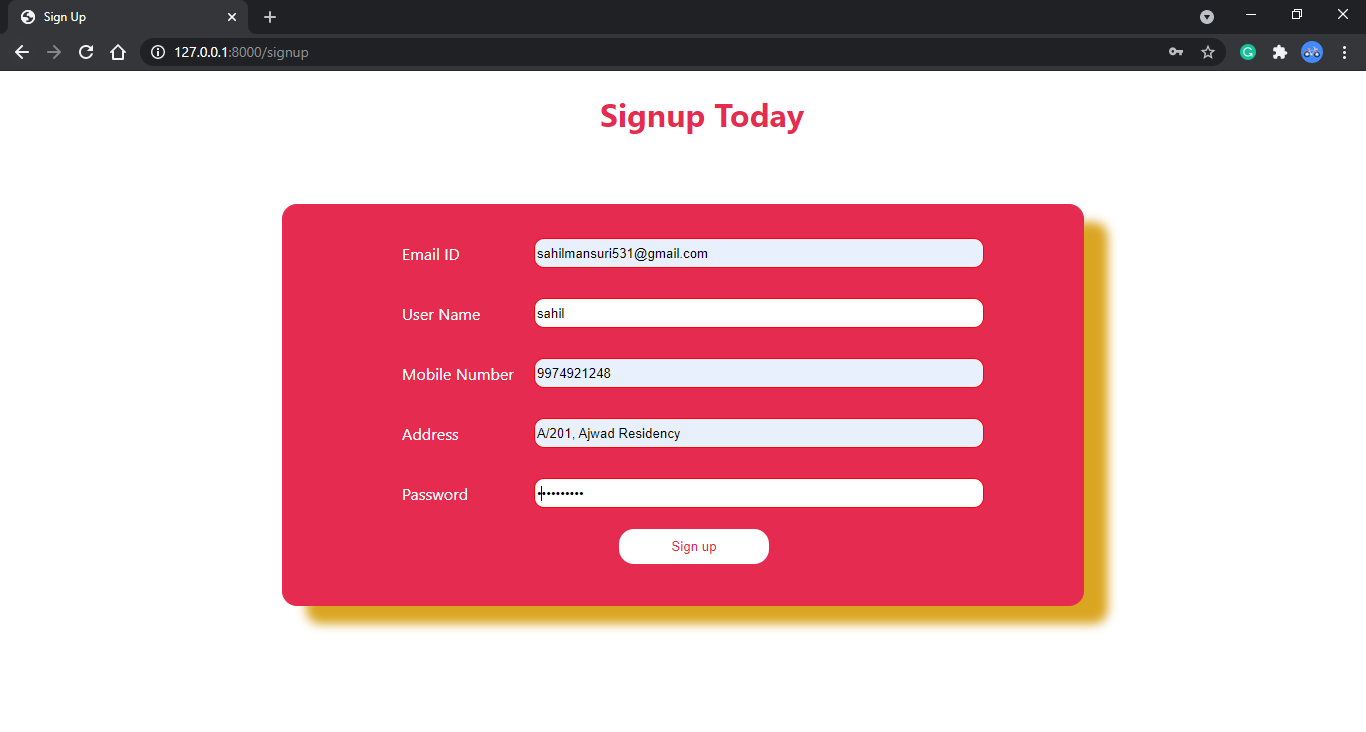 Sign Up
127.0.0.1:8000/signup
Signup Today
Email ID sahilmansuri531@gmail.com
User Name sahil
Mobile Number 9974921248
Address A/201, Ajwad Residency
Password ••••••••••
Sign up